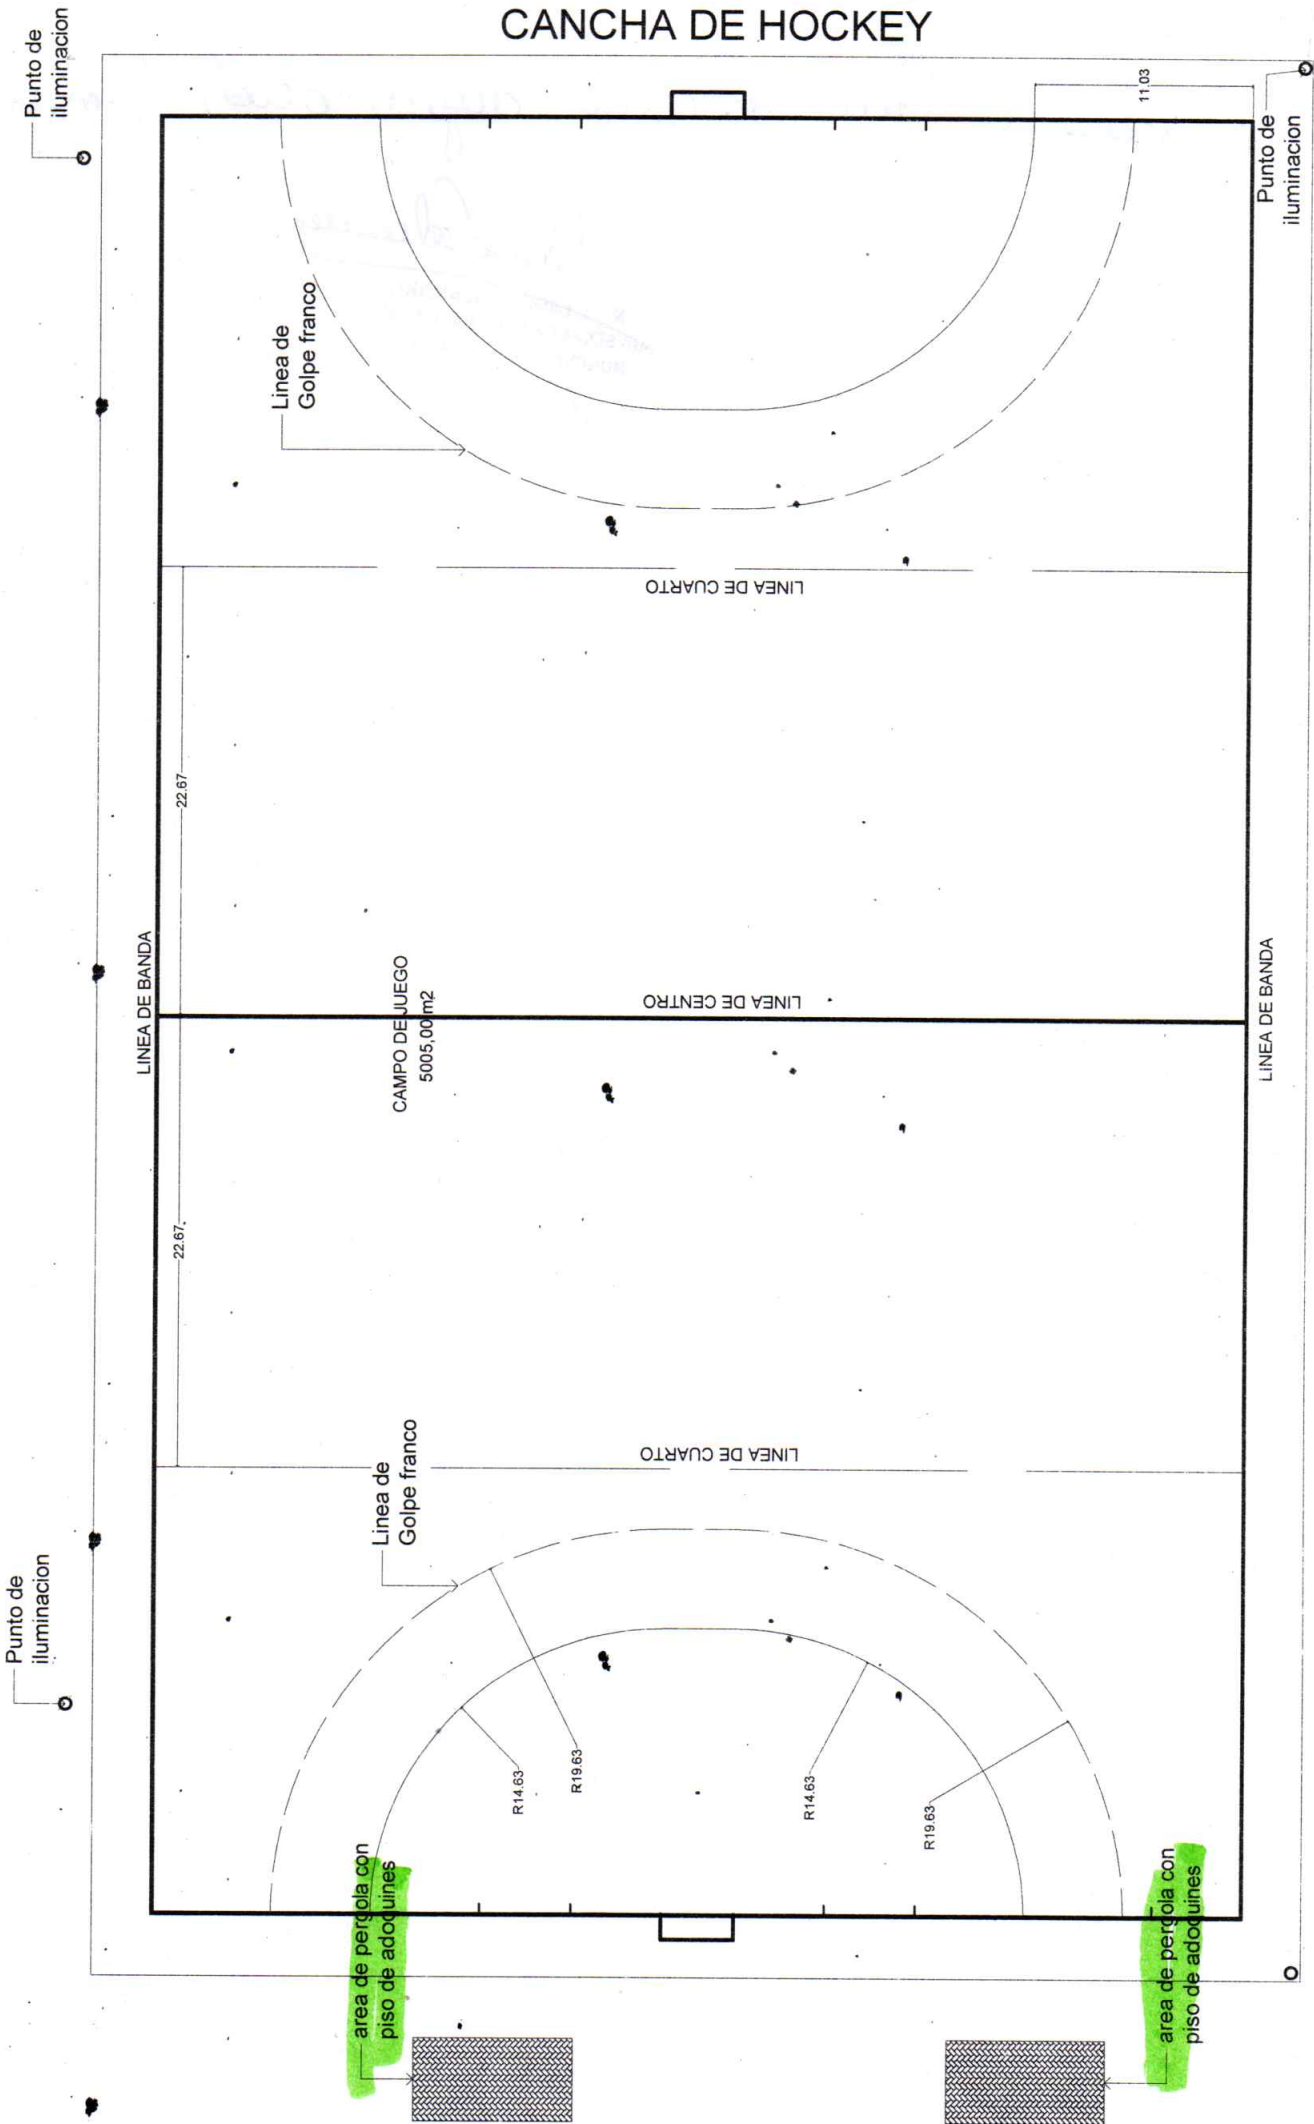 CANCHA DE HOCKEY
Punto de
iluminacion
11.03
Punto de
iluminacion
Linea de
Golpe franco
LINEA DE CUARTO
22.67
LINEA DE BANDA
CAMPO DE JUEGO
5005,00 m2
LINEA DE CENTRO
LINEA DE BANDA
22.67
LINEA DE CUARTO
Linea de
Golpe franco
Punto de
iluminacion
R14.63
R19.63
R14.63
R19.63
area de pergola con
piso de adoquines
area de pergola con
piso de adoquines